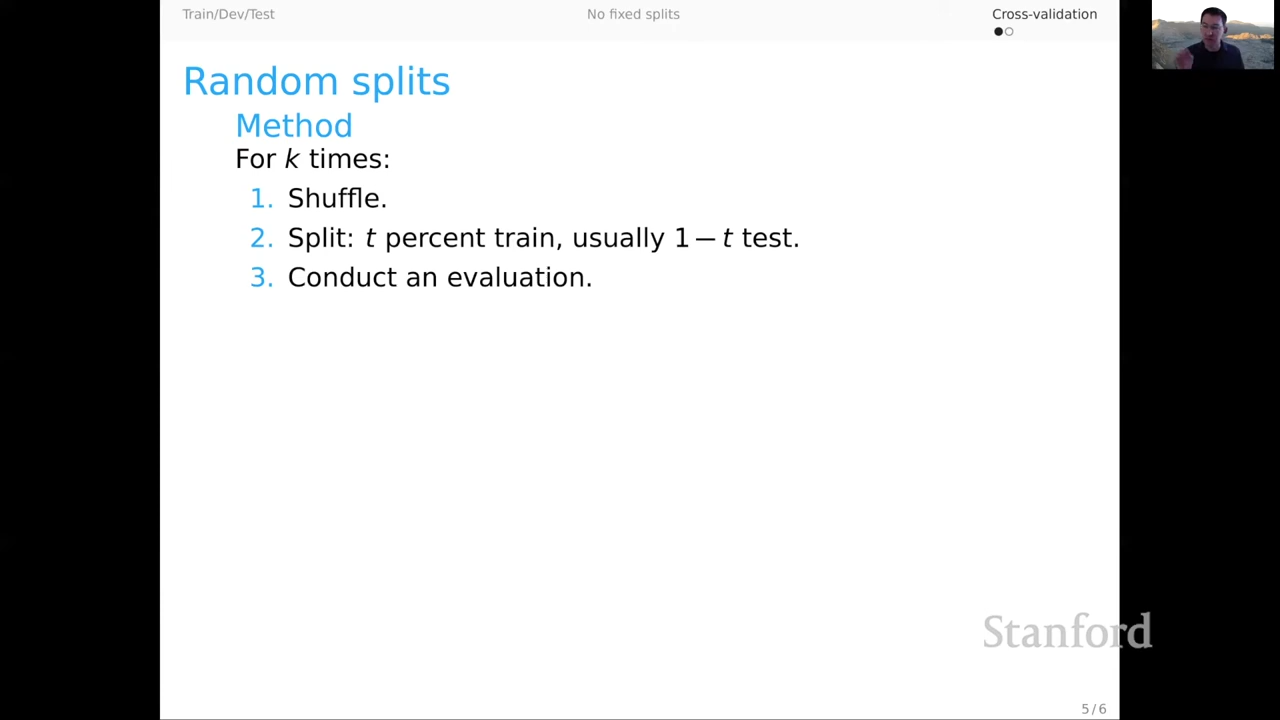 Train/Dev/Test No fixed splits Cross-validation
Random splits
Method
For k times:
1. Shuffle.
2. Split: t percent train, usually 1 − t test.
3. Conduct an evaluation.
Stanford
5 / 6